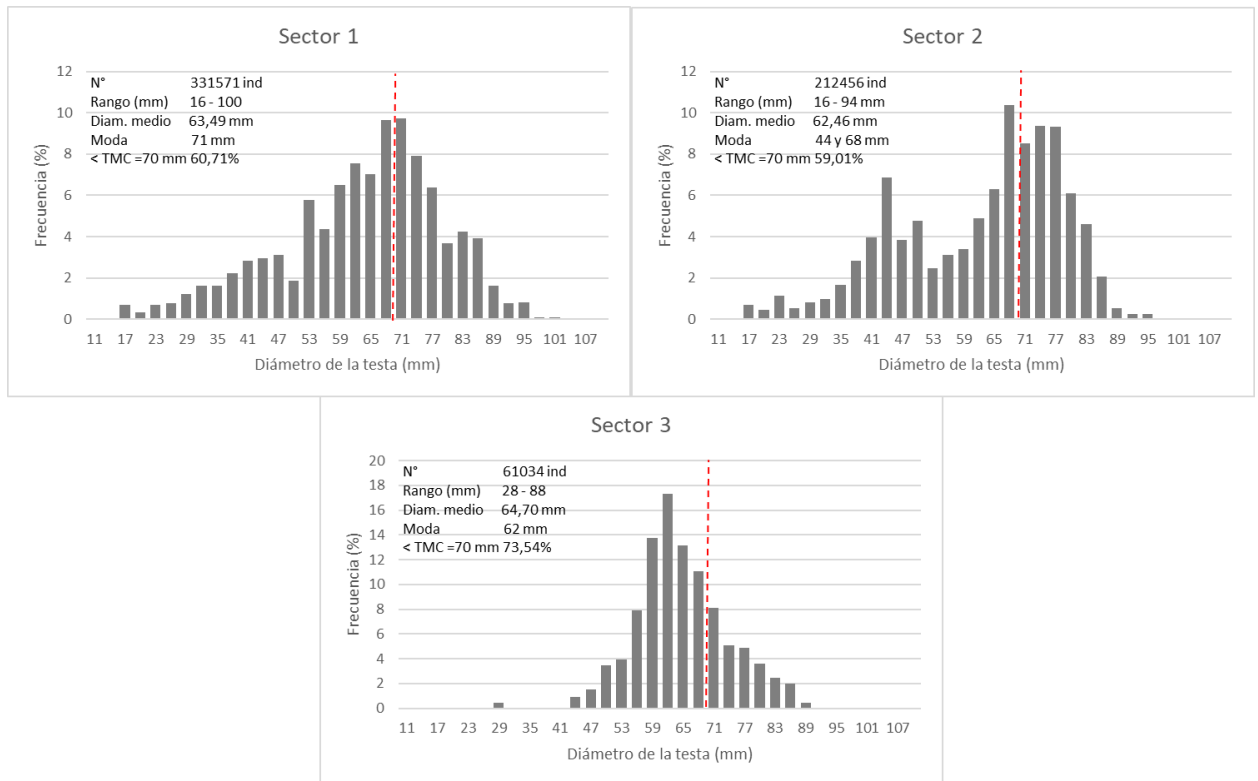 Sector 1
N° 331571 ind
Rango (mm) 16 - 100
Diam. medio 63,49 mm
Moda 71 mm
< TMC =70 mm 60,71%
Frecuencia (%)
12
10
8
6
4
2
0
11 17 23 29 35 41 47 53 59 65 71 77 83 89 95 101 107
Diámetro de la testa (mm)
Sector 2
N° 212456 ind
Rango (mm) 16 - 94 mm
Diam. medio 62,46 mm
Moda 44 y 68 mm
< TMC =70 mm 59,01%
Frecuencia (%)
12
10
8
6
4
2
0
11 17 23 29 35 41 47 53 59 65 71 77 83 89 95 101 107
Diámetro de la testa (mm)
Sector 3
N° 61034 ind
Rango (mm) 28 - 88
Diam. medio 64,70 mm
Moda 62 mm
< TMC =70 mm 73,54%
Frecuencia (%)
20
18
16
14
12
10
8
6
4
2
0
11 17 23 29 35 41 47 53 59 65 71 77 83 89 95 101 107
Diámetro de la testa (mm)